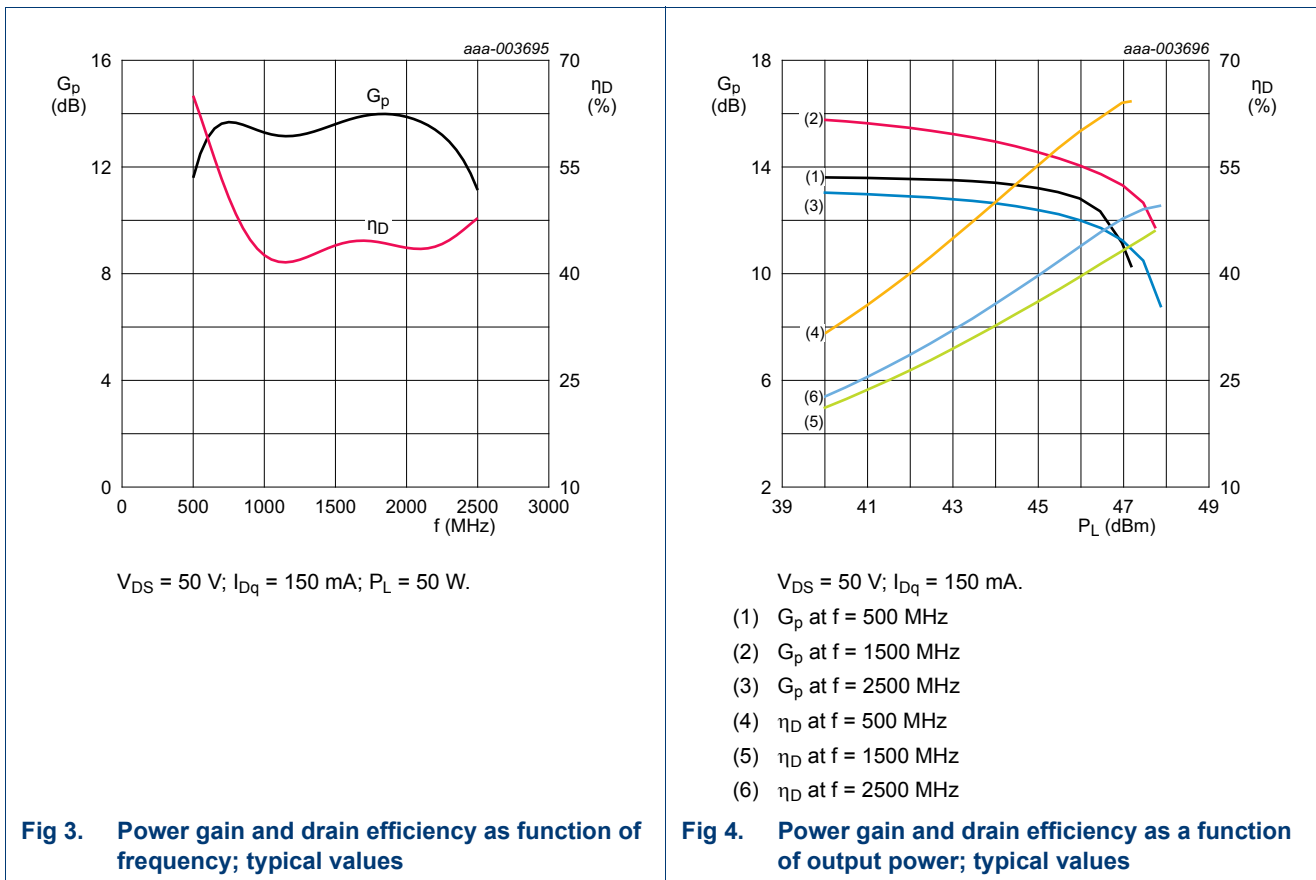 aaa-003695
16
70
Gp
(dB)
ηD
(%)
Gp
12
55
ηD
8
40
4
25
0
10
0 500 1000 1500 2000 2500 3000
f (MHz)
VDS = 50 V; IDq = 150 mA; PL = 50 W.
Fig 3. Power gain and drain efficiency as function of
frequency; typical values
aaa-003696
18
70
Gp
(dB)
ηD
(%)
(2)
14
55
(1)
(3)
10
40
(4)
6
25
(6)
(5)
2
10
39 41 43 45 47 49
PL (dBm)
VDS = 50 V; IDq = 150 mA.
(1) Gp at f = 500 MHz
(2) Gp at f = 1500 MHz
(3) Gp at f = 2500 MHz
(4) ηD at f = 500 MHz
(5) ηD at f = 1500 MHz
(6) ηD at f = 2500 MHz
Fig 4. Power gain and drain efficiency as a function
of output power; typical values